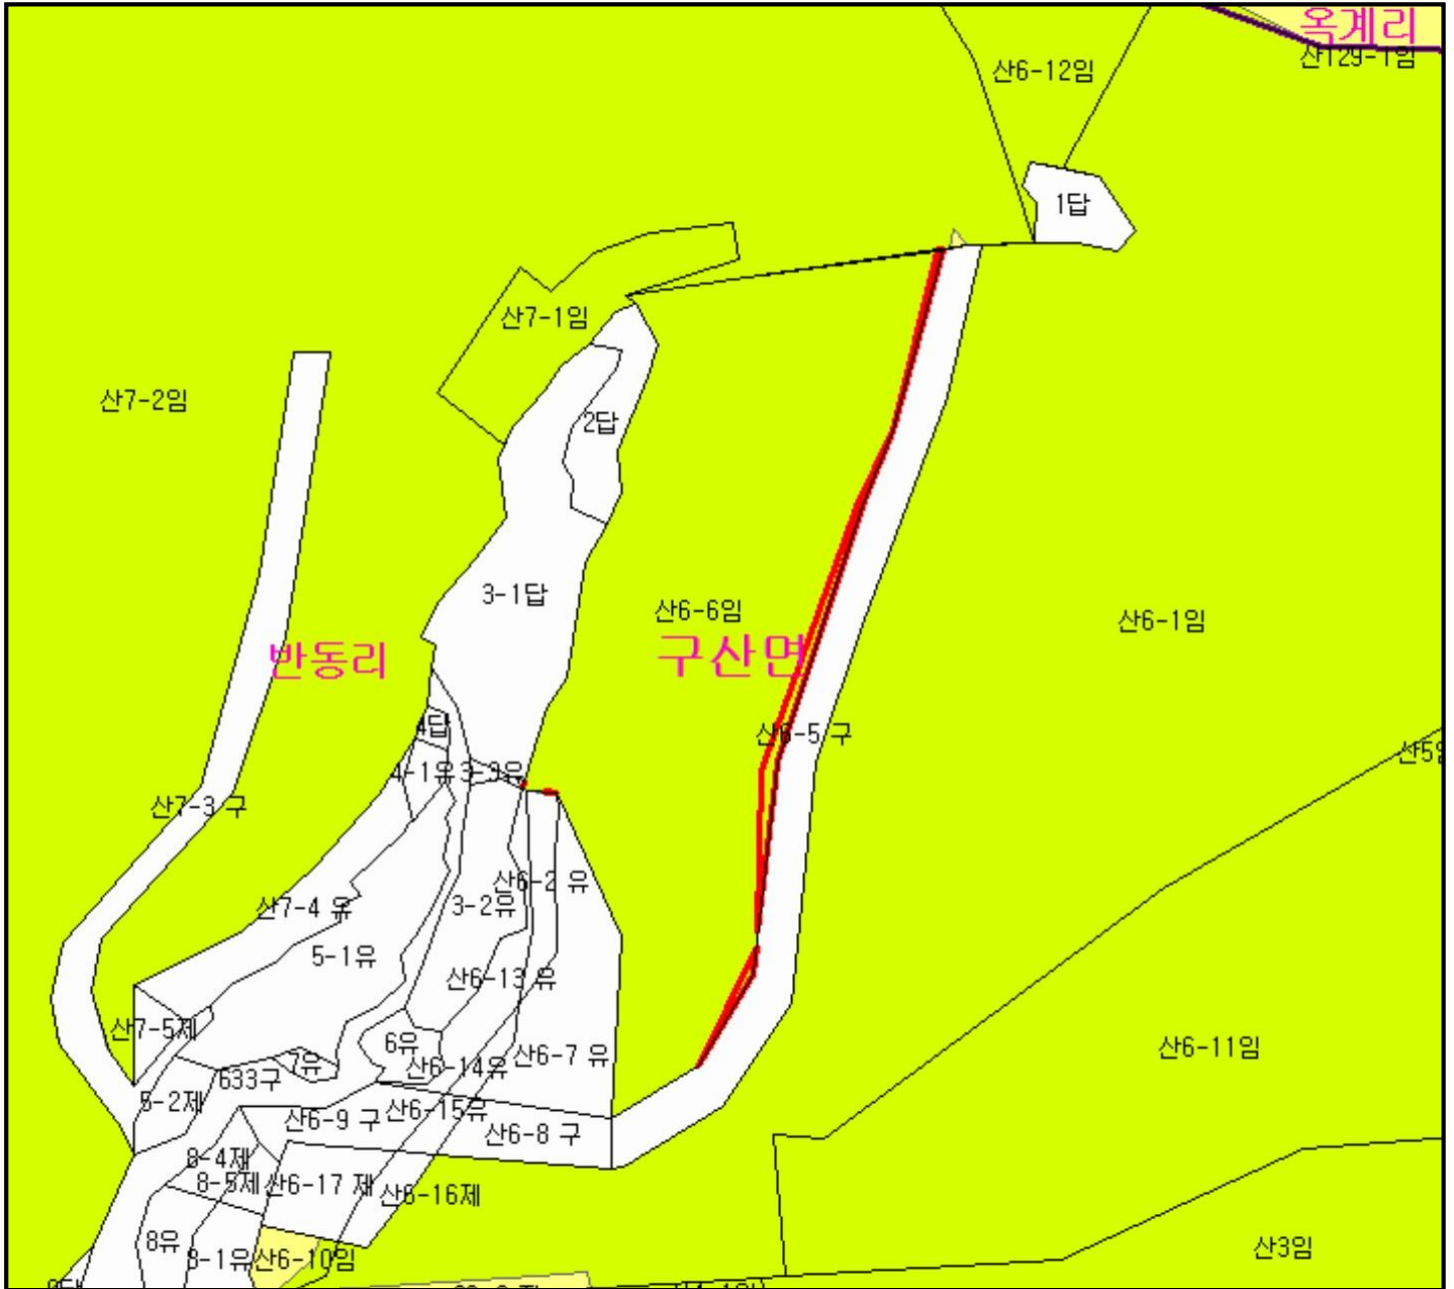 옥계리
산129-1임
산6-12임
1답
산7-1임
산7-2임
2답
3-1답
산6-6임
산6-1임
반동리
구산면
4답
산6-5 구
산5임
4-1유
3-3유
산7-3 구
산6-2 유
3-2유
산7-4 유
5-1유
산6-13 유
산7-5제
6유
산6-14유
산6-7 유
산6-11임
7유
633구
5-2제
산6-9 구
산6-15유
산6-8 구
8-4제
8-5제
산6-17 제
산6-16제
8유
8-1유
산6-10임
산3임